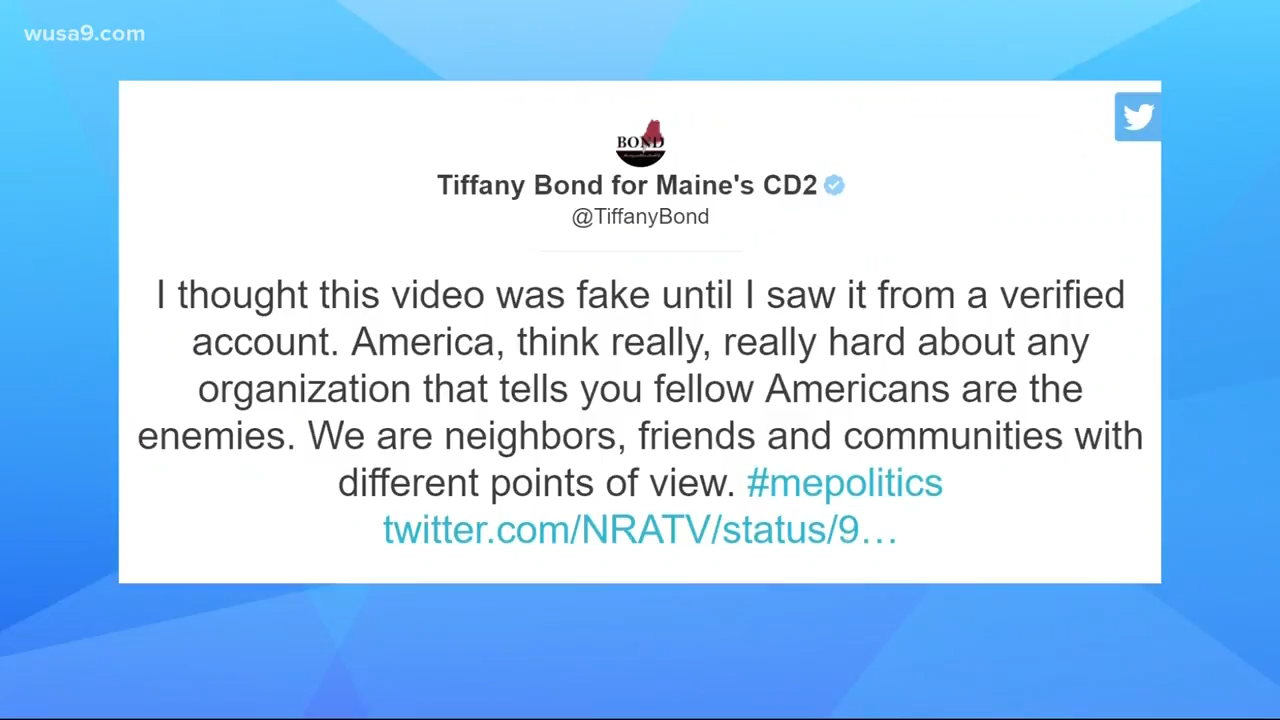 wusa9.com
BOND
Tiffany Bond for Maine's CD2
@TiffanyBond
I thought this video was fake until I saw it from a verified
account. America, think really, really hard about any
organization that tells you fellow Americans are the
enemies. We are neighbors, friends and communities with
different points of view. #mepolitics
twitter.com/NRATV/status/9…